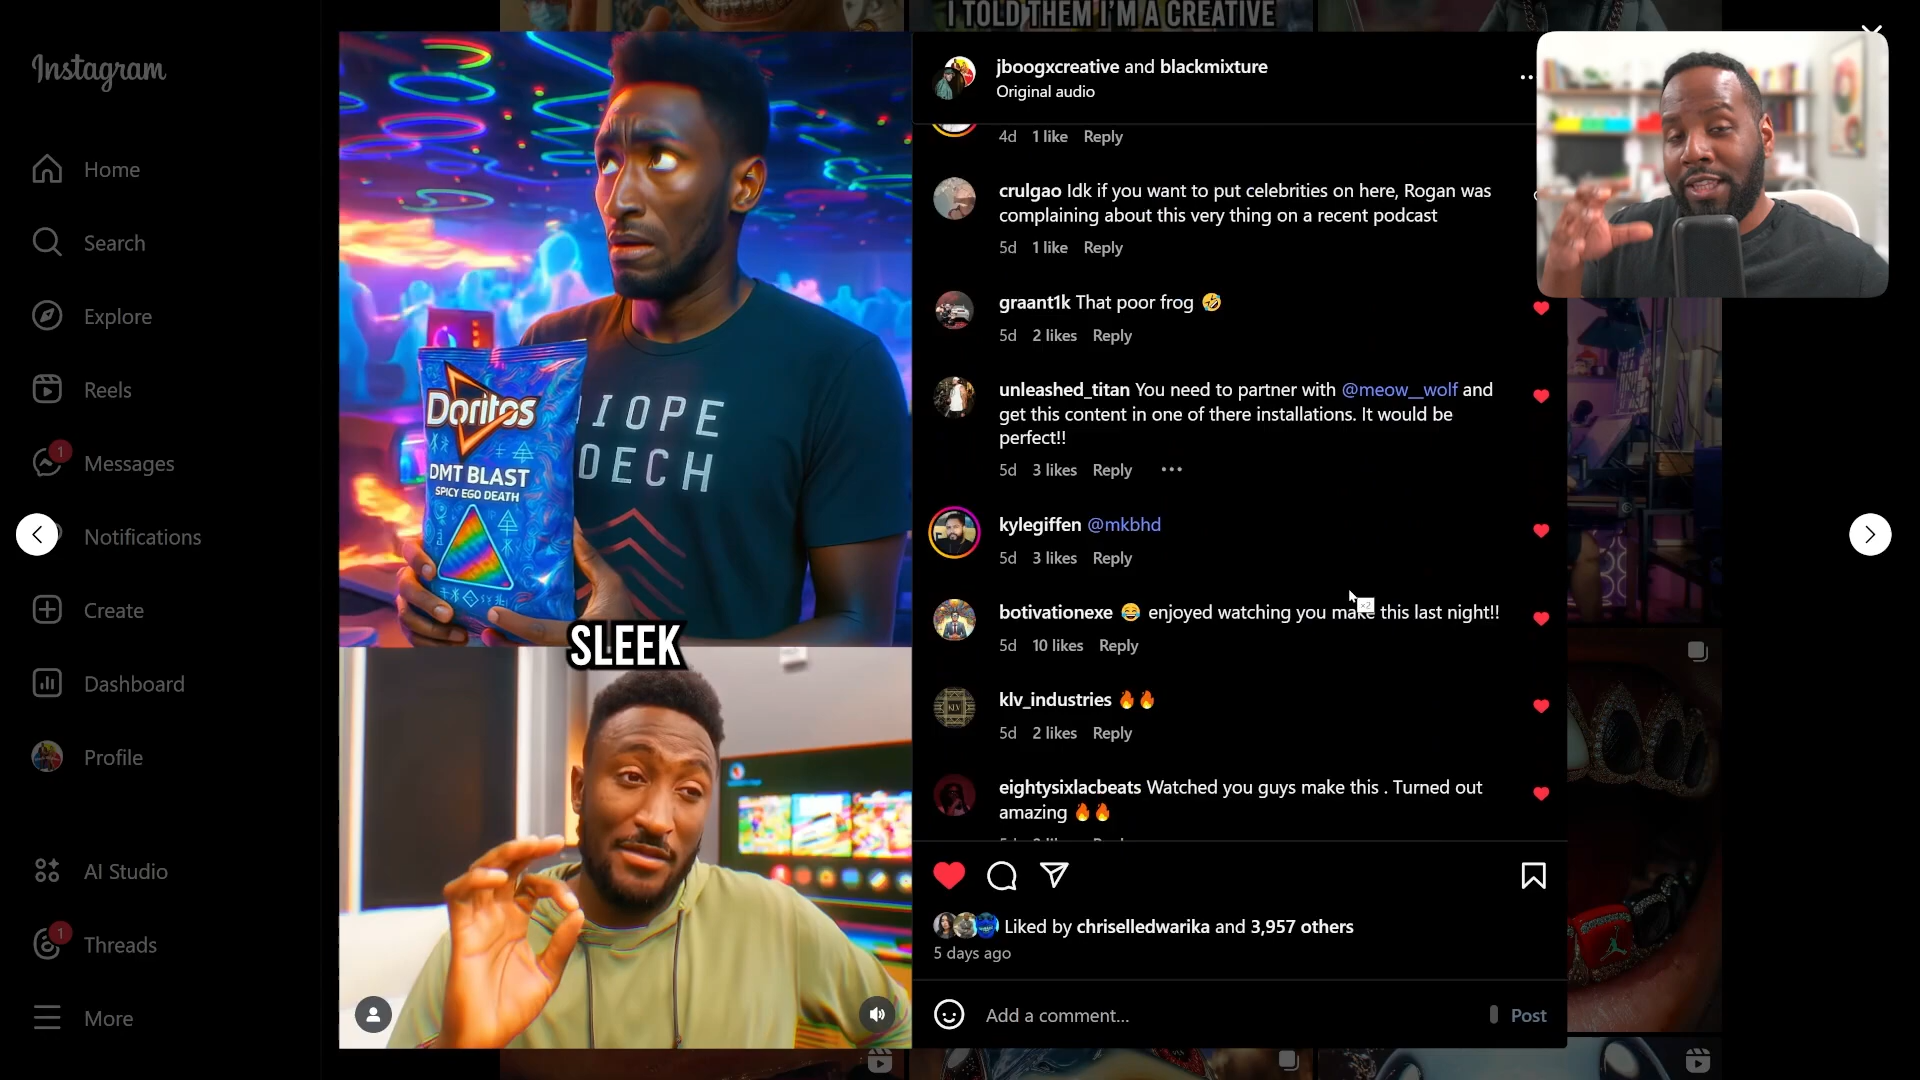 Instagram
Home
Search
Explore
Reels
1
Messages
Notifications
Create
Dashboard
Profile
AI Studio
1
Threads
More
I TOLD THEM I'M A CREATIVE
Doritos
DMT BLAST
SPICY EGO DEATH
IOPE
OECH
SLEEK
jboogxcreative and blackmixture
Original audio
4d 1 like Reply
crulgao Idk if you want to put celebrities on here, Rogan was
complaining about this very thing on a recent podcast
5d 1 like Reply
graant1k That poor frog 🤣
5d 2 likes Reply
unleashed_titan You need to partner with @meow__wolf and
get this content in one of there installations. It would be
perfect!!
5d 3 likes Reply
kylegiffen @mkbhd
5d 3 likes Reply
botivationexe 😂 enjoyed watching you make this last night!!
5d 10 likes Reply
klv_industries 🔥🔥
5d 2 likes Reply
eightysixlacbeats Watched you guys make this . Turned out
amazing 🔥🔥
Liked by chriselledwarika and 3,957 others
5 days ago
Add a comment...
Post